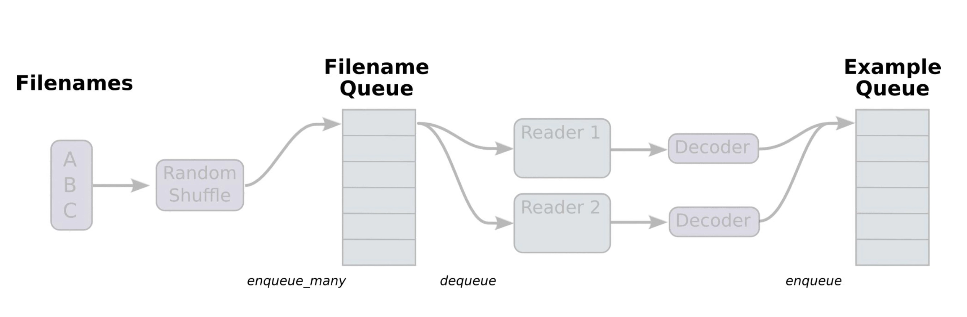 Filenames
Filename
Queue
Example
Queue
A
B
C
Random
Shuffle
Reader 1
Decoder
Reader 2
Decoder
enqueue_many
dequeue
enqueue